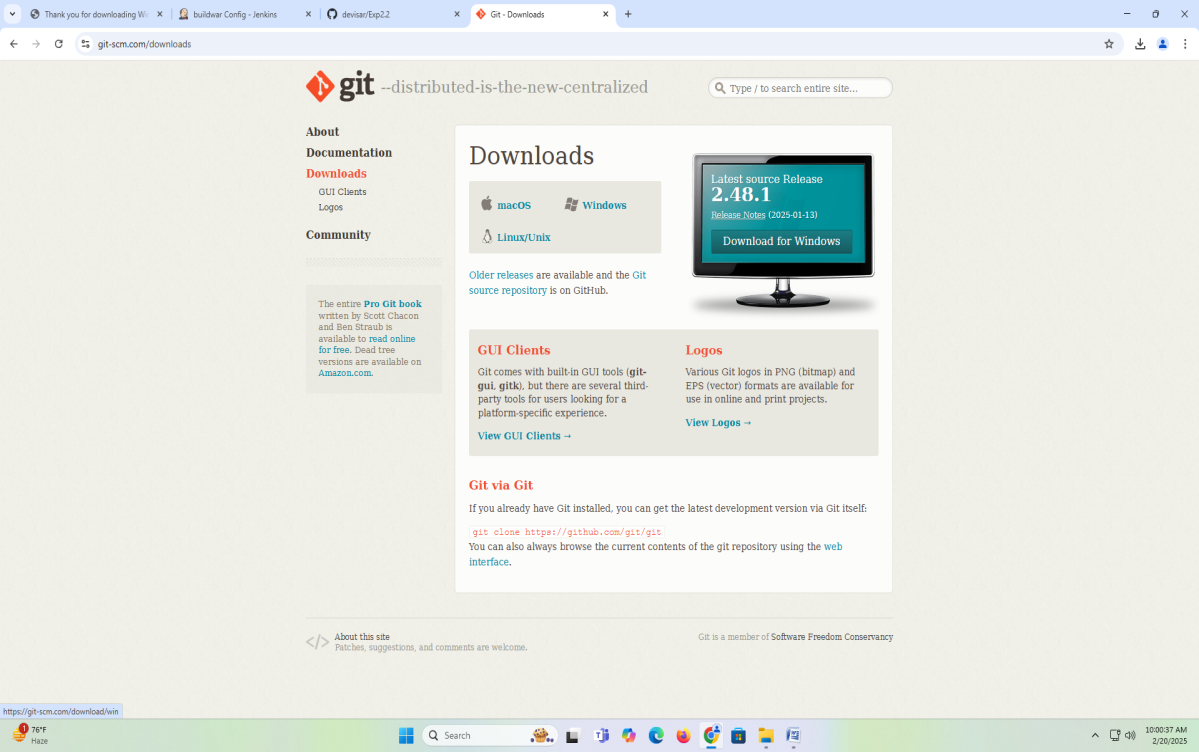 Thank you for downloading Wi
buildwar Config - Jenkins
devisar/Exp2.2
Git - Downloads
git-scm.com/downloads
git --distributed-is-the-new-centralized
Type / to search entire site...
About
Documentation
Downloads
GUI Clients
Logos
Community
The entire Pro Git book
written by Scott Chacon
and Ben Straub is
available to read online
for free. Dead tree
versions are available on
Amazon.com.
Downloads
macOS
Windows
Linux/Unix
Older releases are available and the Git
source repository is on GitHub.
Latest source Release
2.48.1
Release Notes (2025-01-13)
Download for Windows
GUI Clients
Git comes with built-in GUI tools (git-
gui, gitk), but there are several third-
party tools for users looking for a
platform-specific experience.
View GUI Clients →
Logos
Various Git logos in PNG (bitmap) and
EPS (vector) formats are available for
use in online and print projects.
View Logos →
Git via Git
If you already have Git installed, you can get the latest development version via Git itself:
git clone https://github.com/git/git
You can also always browse the current contents of the git repository using the web
interface.
</> About this site
Patches, suggestions, and comments are welcome.
Git is a member of Software Freedom Conservancy
https://git-scm.com/download/win
1
76°F
Haze
Search
10:00:37 AM
2/20/2025